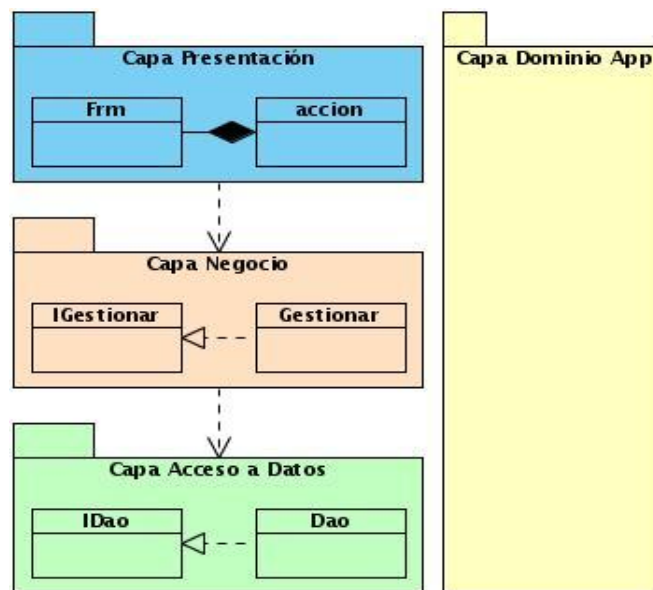 Capa Presentación
Frm
accion
Capa Negocio
IGestionar
Gestionar
Capa Acceso a Datos
IDao
Dao
Capa Dominio App